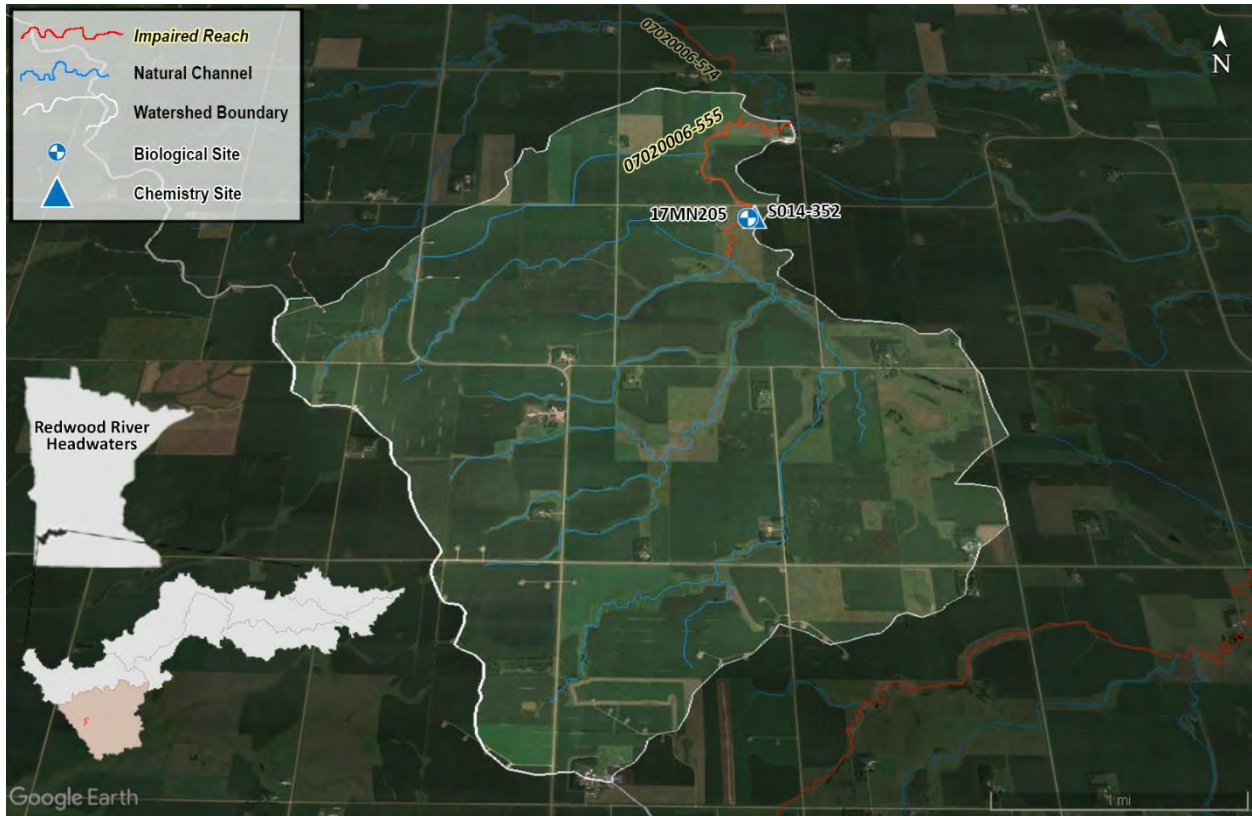 Impaired Reach
Natural Channel
Watershed Boundary
Biological Site
Chemistry Site
N
07020006-574
07020006-555
17MN205
S014-352
Redwood River
Headwaters
Google Earth
1 mi